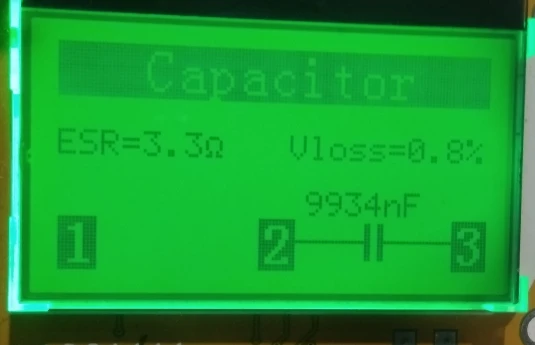 Capacitor
ESR=3.3Ω Vloss=0.8%
9934nF
1 2 3